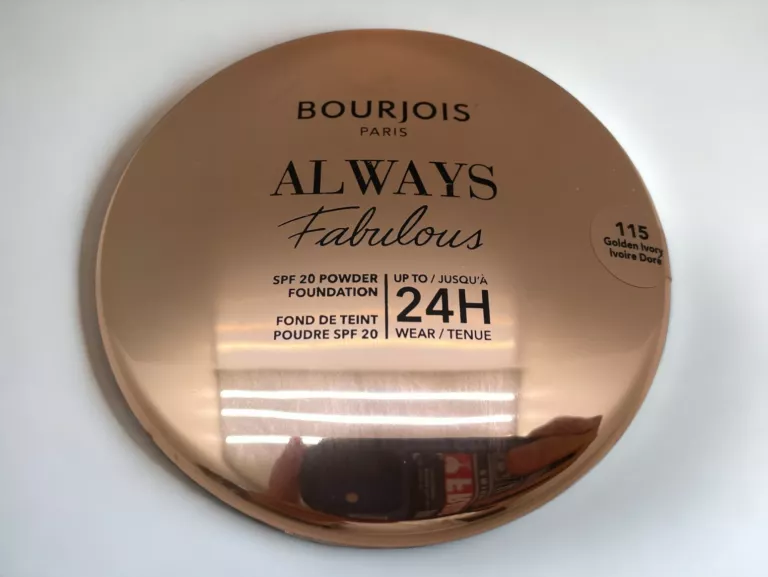 BOURJOIS
PARIS
ALWAYS
Fabulous
SPF 20 POWDER
FOUNDATION
FOND DE TEINT
POUDRE SPF 20
UP TO / JUSQU'À
24H
WEAR / TENUE
115
Golden Ivory
Ivoire Doré